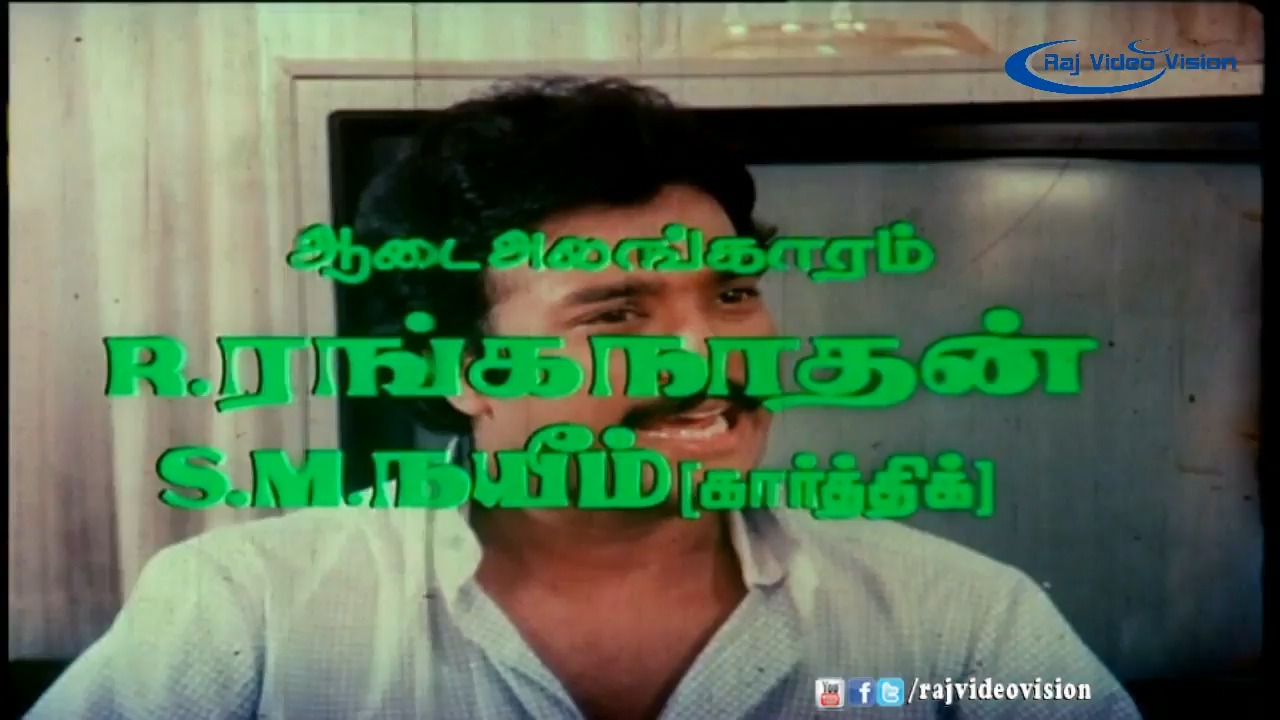 Raj Video Vision
ஆடை அலங்காரம்
R.ரங்கநாதன்
S.M.நயீம் [கார்த்திக்]
/rajvideovision